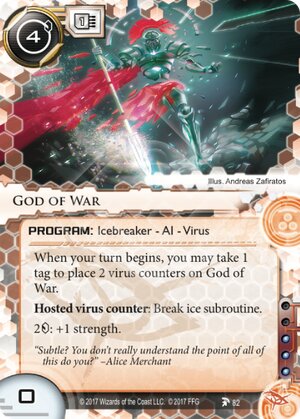 4
1
Illus. Andreas Zafiratos
GOD OF WAR
PROGRAM: Icebreaker - AI - Virus
When your turn begins, you may take 1
tag to place 2 virus counters on God of
War.
Hosted virus counter: Break ice subroutine.
2: +1 strength.
"Subtle? You don't really understand the point of all of
this do you?" –Alice Merchant
0
© 2017 Wizards of the Coast LLC. © 2017 FFG
82